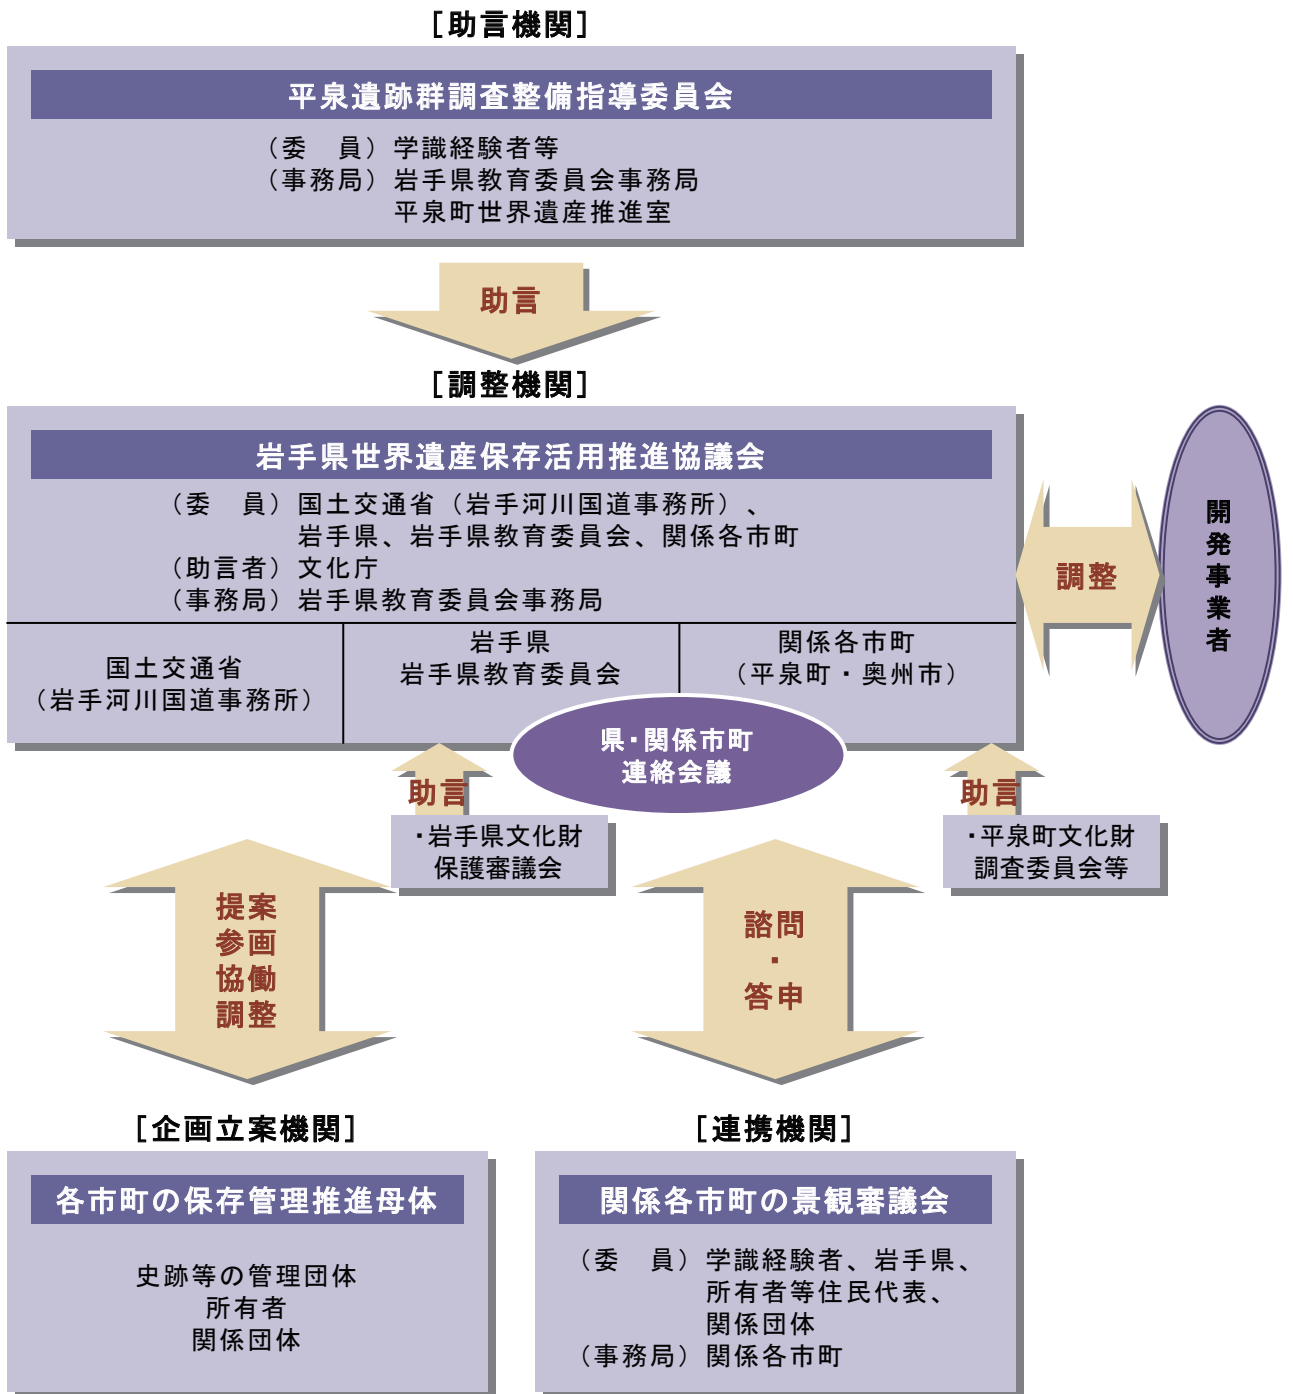 ［助言機関］
平泉遺跡群調査整備指導委員会
（委　員）学識経験者等
（事務局）岩手県教育委員会事務局
平泉町世界遺産推進室
助言
［調整機関］
岩手県世界遺産保存活用推進協議会
（委　員）国土交通省（岩手河川国道事務所）、
岩手県、岩手県教育委員会、関係各市町
（助言者）文化庁
（事務局）岩手県教育委員会事務局
国土交通省
（岩手河川国道事務所）
岩手県
岩手県教育委員会
関係各市町
（平泉町・奥州市）
調整
開発事業者
県・関係市町
連絡会議
助言
・岩手県文化財
保護審議会
助言
・平泉町文化財
調査委員会等
提案
参画
協働
調整
諮問
・
答申
［企画立案機関］
各市町の保存管理推進母体
史跡等の管理団体
所有者
関係団体
［連携機関］
関係各市町の景観審議会
（委　員）学識経験者、岩手県、
所有者等住民代表、
関係団体
（事務局）関係各市町